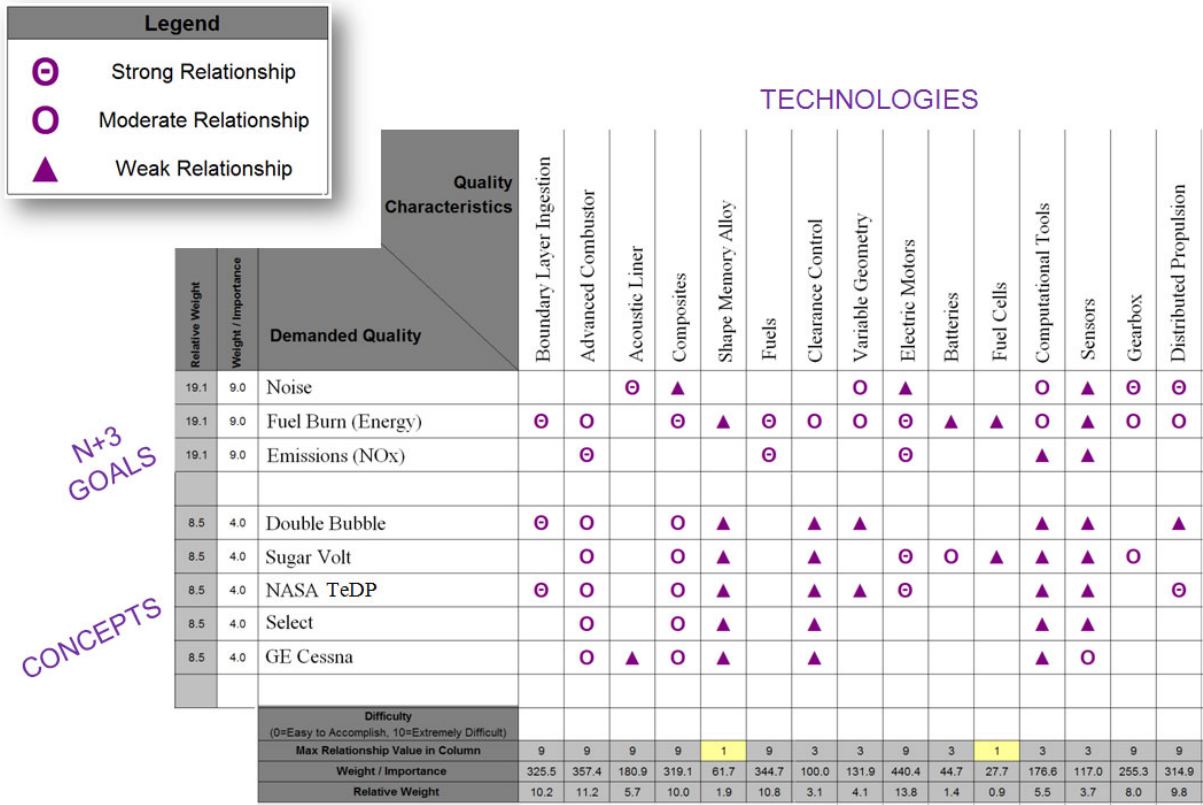 Legend
Θ Strong Relationship
O Moderate Relationship
▲ Weak Relationship
TECHNOLOGIES
Quality
Characteristics
Boundary Layer Ingestion
Advanced Combustor
Acoustic Liner
Composites
Shape Memory Alloy
Fuels
Clearance Control
Variable Geometry
Electric Motors
Batteries
Fuel Cells
Computational Tools
Sensors
Gearbox
Distributed Propulsion
Relative Weight
Weight / Importance
Demanded Quality
N+3
GOALS
19.1 9.0 Noise Θ ▲ O ▲ O ▲ Θ Θ
19.1 9.0 Fuel Burn (Energy) Θ O Θ ▲ Θ O O Θ ▲ ▲ O ▲ O O
19.1 9.0 Emissions (NOx) Θ Θ Θ ▲ ▲
CONCEPTS
8.5 4.0 Double Bubble Θ O O ▲ ▲ ▲ ▲ ▲ ▲
8.5 4.0 Sugar Volt O O ▲ ▲ Θ O ▲ ▲ ▲ O
8.5 4.0 NASA TeDP Θ O O ▲ ▲ ▲ Θ ▲ ▲ Θ
8.5 4.0 Select O O ▲ ▲ ▲ ▲
8.5 4.0 GE Cessna O ▲ O ▲ ▲ ▲ O
Difficulty
(0=Easy to Accomplish, 10=Extremely Difficult)
Max Relationship Value in Column 9 9 9 9 1 9 3 3 9 3 1 3 3 9 9
Weight / Importance 325.5 357.4 180.9 319.1 61.7 344.7 100.0 131.9 440.4 44.7 27.7 176.6 117.0 255.3 314.9
Relative Weight 10.2 11.2 5.7 10.0 1.9 10.8 3.1 4.1 13.8 1.4 0.9 5.5 3.7 8.0 9.8